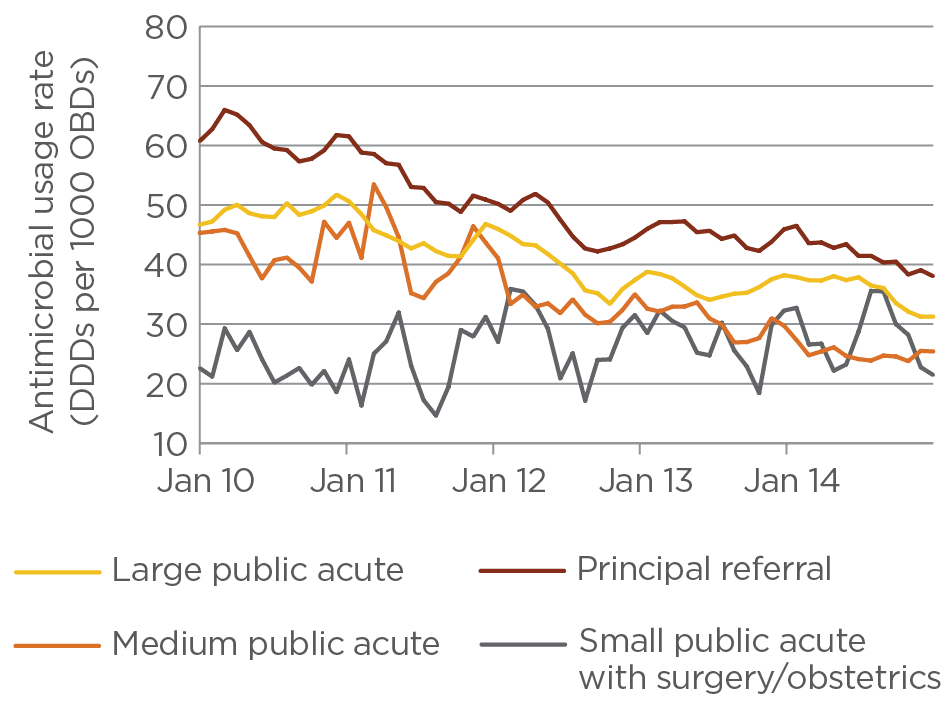 Antimicrobial usage rate
(DDDs per 1000 OBDs)
80
70
60
50
40
30
20
10
Jan 10
Jan 11
Jan 12
Jan 13
Jan 14
Large public acute
Principal referral
Medium public acute
Small public acute
with surgery/obstetrics